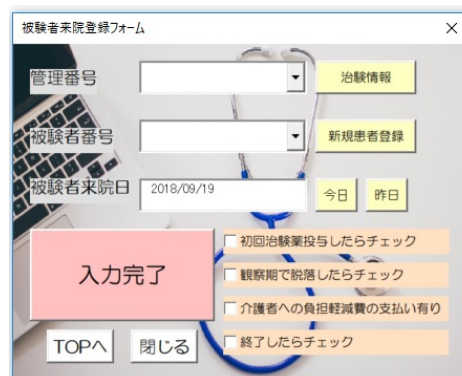 被験者来院登録フォーム
管理番号
治験情報
被験者番号
新規患者登録
被験者来院日 2018/09/19 今日 昨日
初回治験薬投与したらチェック
観察期で脱落したらチェック
入力完了
介護者への負担軽減費の支払い有り
終了したらチェック
TOPへ 閉じる